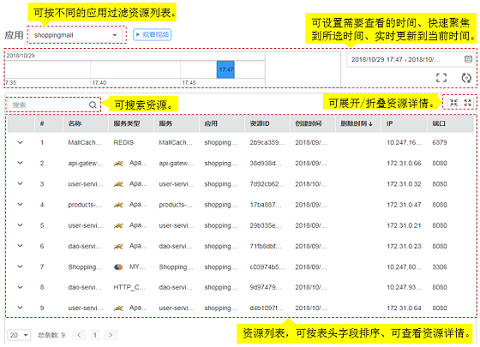 可按不同的应用过滤资源列表。
可设置需要查看的时间、快速聚焦
到所选时间、实时更新到当前时间。
应用 shoppingmall 观看视频
2018/10/29
17:47
7:35 17:40 17:45
2018/10/29 17:47 - 2018/10/...
搜索
可搜索资源。
可展开/折叠资源详情。
# 名称 服务类型 服务 应用 资源ID 创建时间 删除时刻 IP 端口
1 MallCach... REDIS MallCach... shopping... 2b9ca359... 2018/09/... 10.247.16... 6379
2 api-gatew... Apa... api-gatew... shopping... 38d938d... 2018/09/... 172.31.0.66 8080
3 user-servi... Apa... user-servi... shopping... 7d92cb62... 2018/10/... 172.31.0.32 8080
4 products-... Apa... products-... shopping... 17ba887... 2018/09/... 172.31.0.47 8080
5 user-servi... Apa... user-servi... shopping... 29b335e... 2018/09/... 172.31.0.21 8080
6 dao-servi... Apa... dao-servi... shopping... 71fb8dbf... 2018/09/... 172.31.0.23 8080
7 Shopping... MY... Shopping... shopping... c03974b5... 2018/09/... 10.247.80... 3306
8 dao-servi... HTTP_C... dao-servi... shopping... 9d97479... 2018/10/... 10.247.93... 8080
9 user-servi... Apa... user-servi... shopping... d4b1097f... 2018/09/... 172.31.0.64 8080
资源列表，可按表头字段排序、可查看资源详情。
20 总条数: 9 1